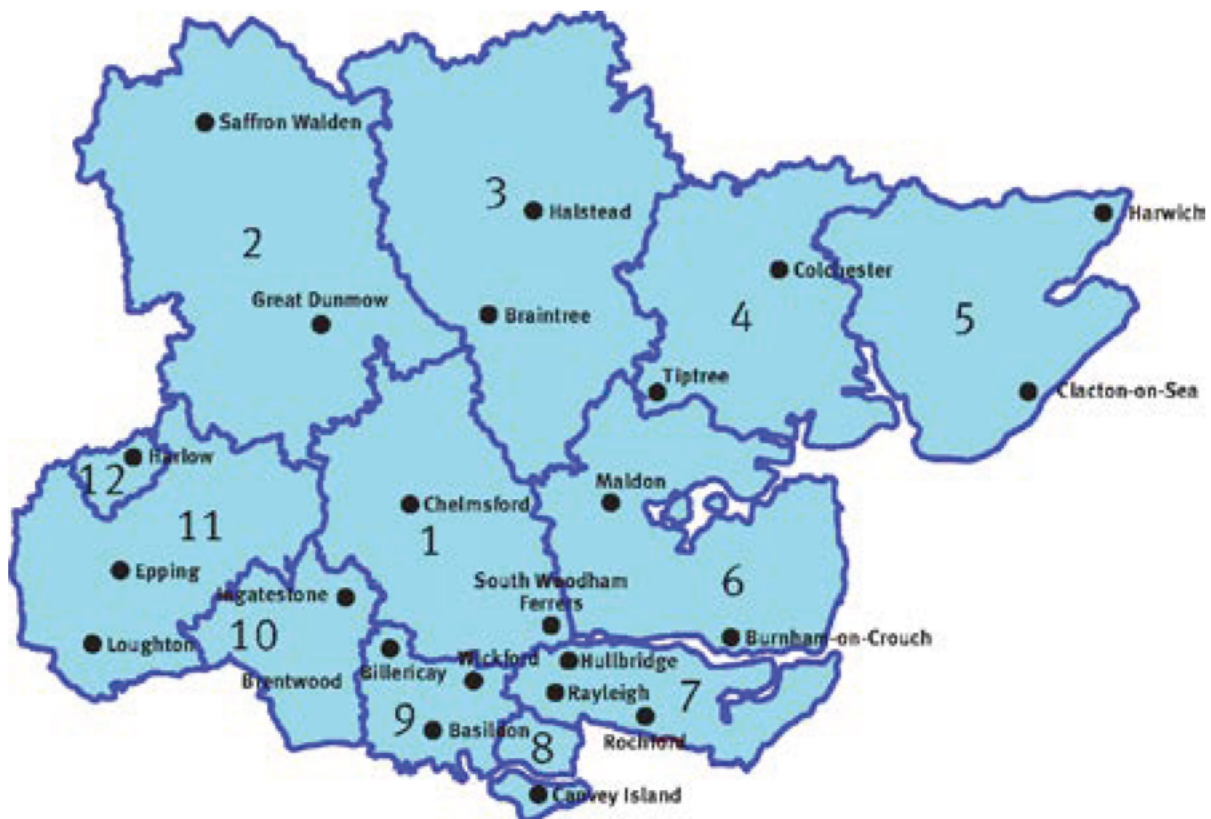 Saffron Walden
3
Halstead
Harwich
2
Colchester
Great Dunmow
Braintree
4
5
Tiptree
Clacton-on-Sea
Harlow
12
Maldon
Chelmsford
11
1
Epping
South Woodham
Ferrers
6
Ingatestone
10
Burnham-on-Crouch
Loughton
Billericay
Wickford
Hullbridge
Brentwood
Rayleigh
7
9
Basildon
Rochford
8
Canvey Island